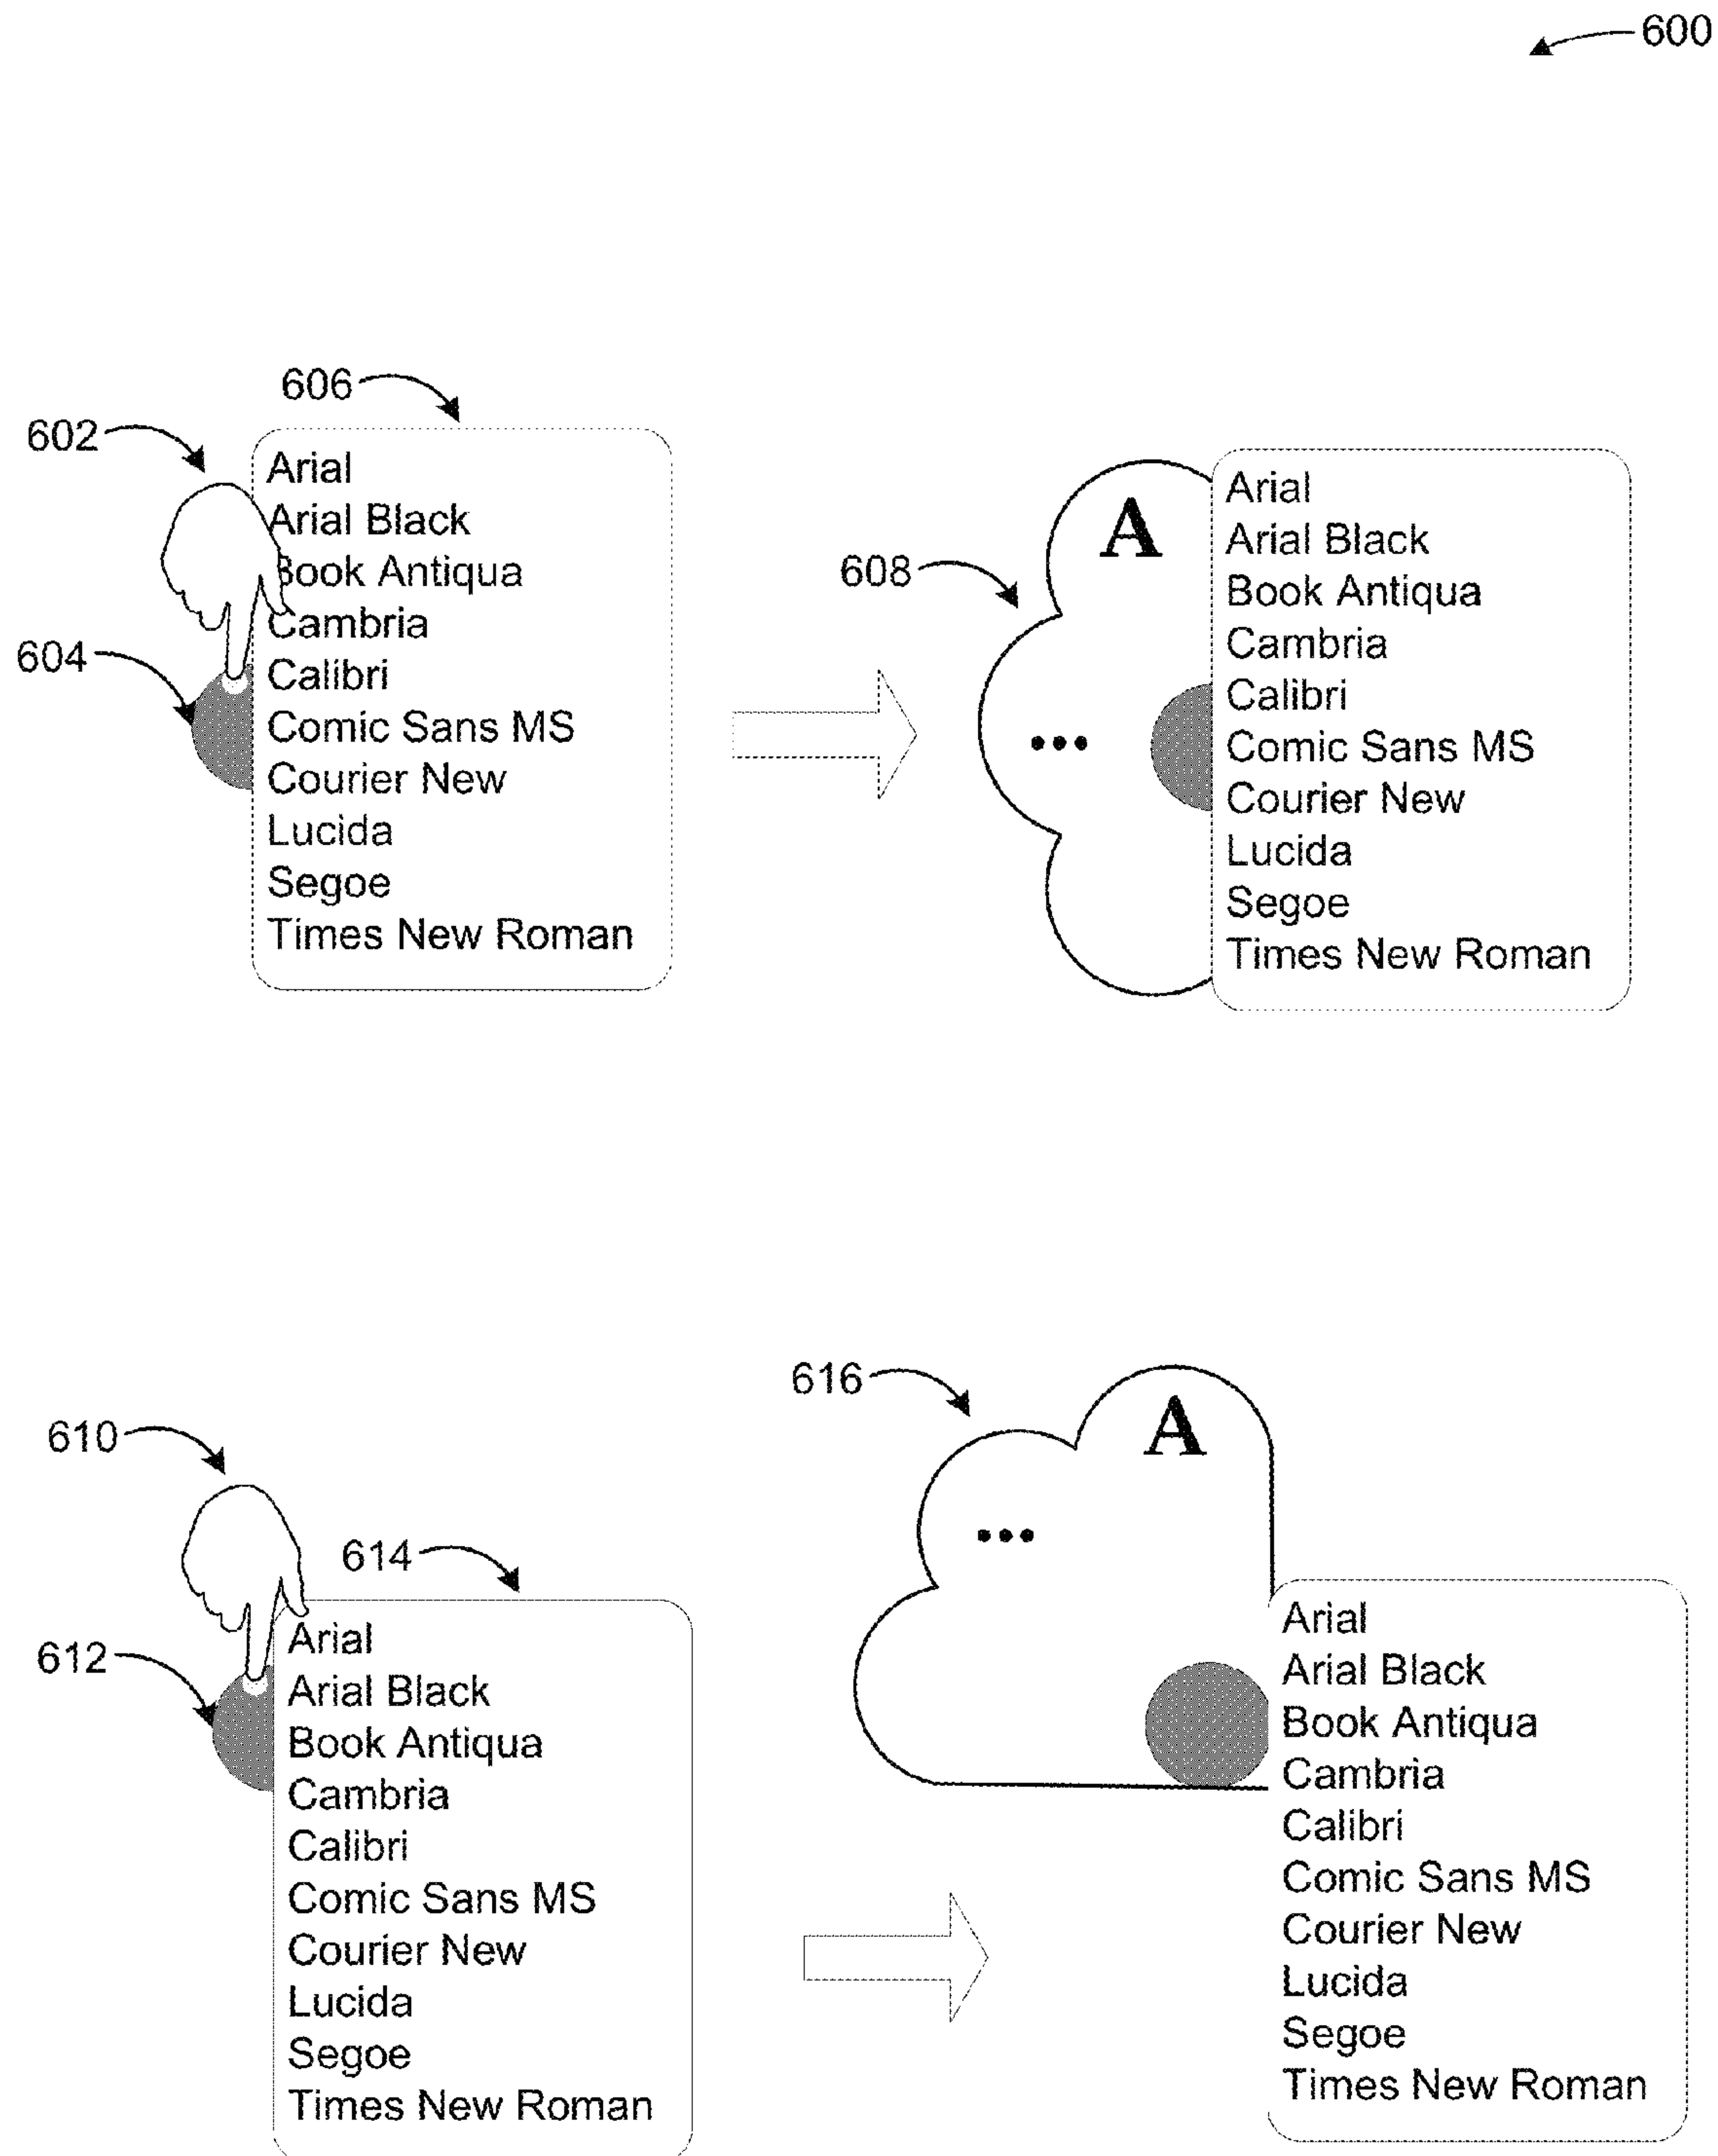 600
606
602
Arial
Arial Black
Book Antiqua
Cambria
604
Calibri
Comic Sans MS
Courier New
Lucida
Segoe
Times New Roman
608
A
...
Arial
Arial Black
Book Antiqua
Cambria
Calibri
Comic Sans MS
Courier New
Lucida
Segoe
Times New Roman
610
614
612
Arial
Arial Black
Book Antiqua
Cambria
Calibri
Comic Sans MS
Courier New
Lucida
Segoe
Times New Roman
616
A
...
Arial
Arial Black
Book Antiqua
Cambria
Calibri
Comic Sans MS
Courier New
Lucida
Segoe
Times New Roman